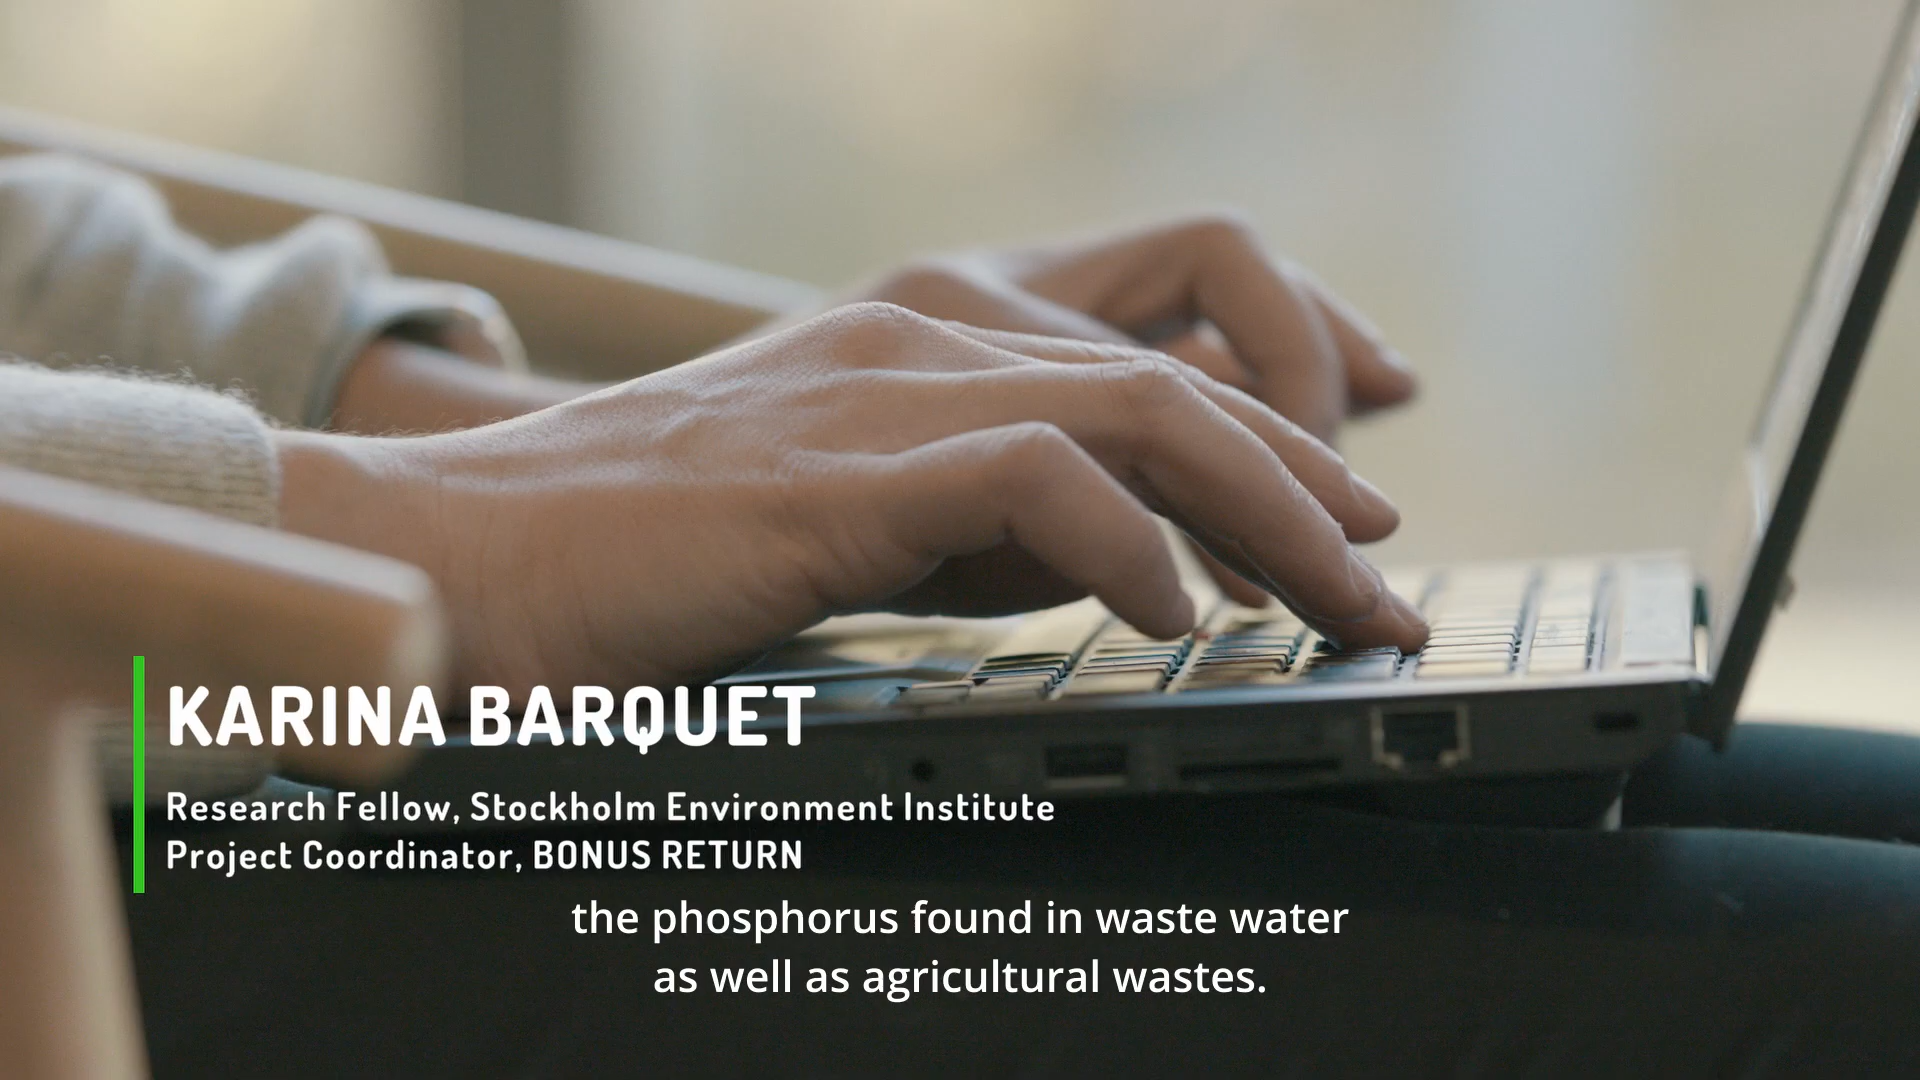 KARINA BARQUET
Research Fellow, Stockholm Environment Institute
Project Coordinator, BONUS RETURN
the phosphorus found in waste water
as well as agricultural wastes.